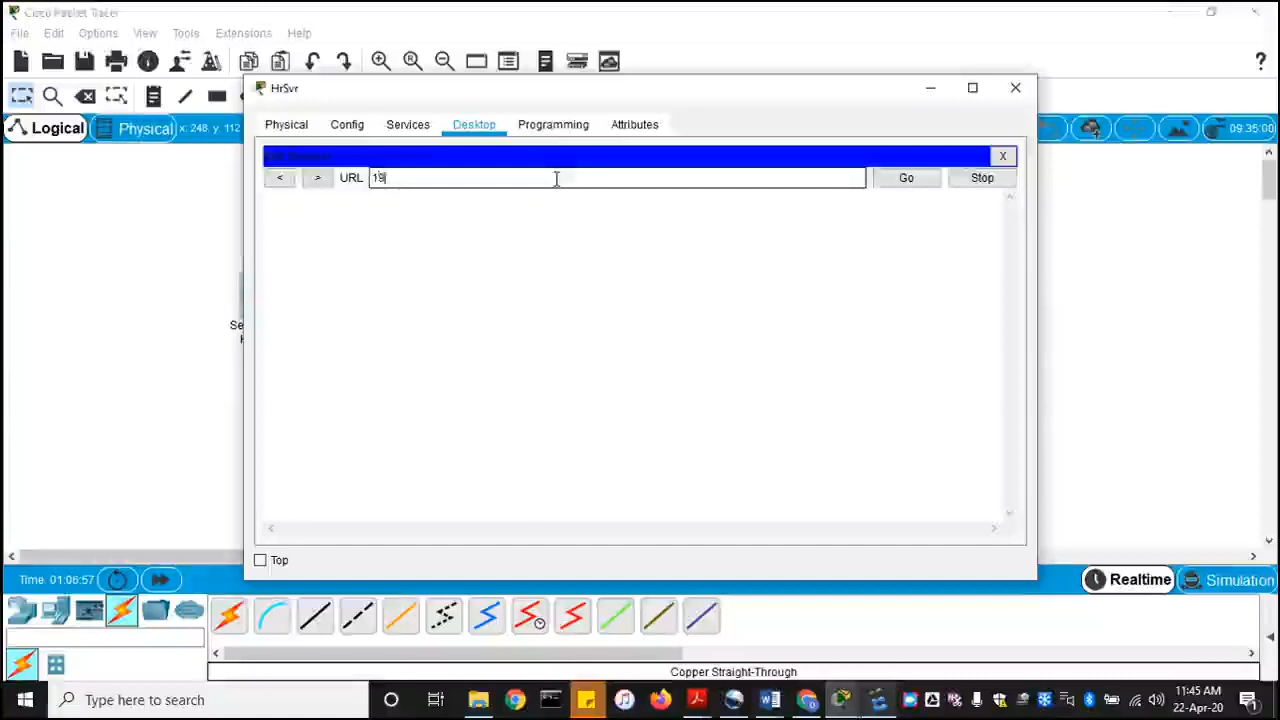 Cisco Packet Tracer
File Edit Options View Tools Extensions Help
?
HrSvr
Logical Physical x: 248, y: 112
Physical Config Services Desktop Programming Attributes
09:35:00
X
< > URL 19 Go Stop
Se
Top
Time: 01:06:57
Realtime Simulation
Copper Straight-Through
Type here to search
11:45 AM
22-Apr-20